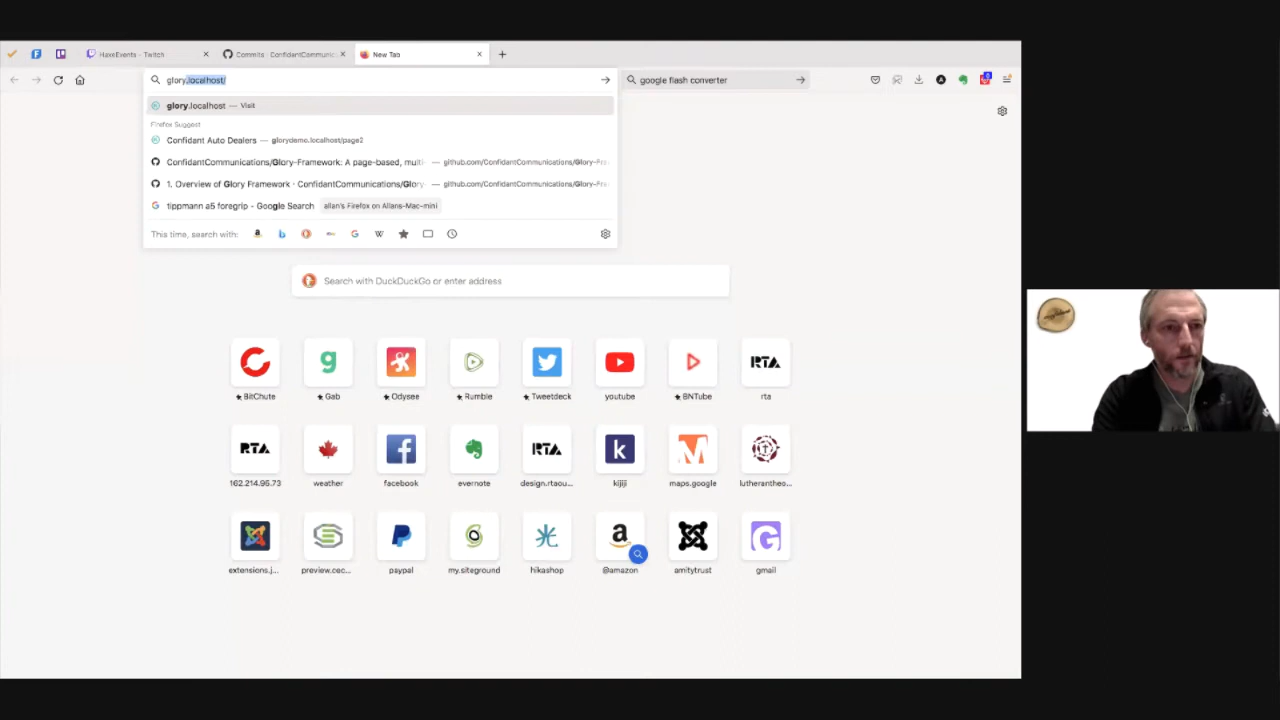 HaxeEvents - Twitch
Commits · ConfidantCommunic
New Tab
glory.localhost/
google flash converter
glory.localhost — Visit
Firefox Suggest
Confidant Auto Dealers — glorydemo.localhost/page2
ConfidantCommunications/Glory-Framework: A page-based, multi- — github.com/ConfidantCommunications/Glory-Fra
1. Overview of Glory Framework · ConfidantCommunications/Glory- — github.com/ConfidantCommunications/Glory-Fra
tippmann a5 foregrip - Google Search allan's Firefox on Allans-Mac-mini
This time, search with:
Search with DuckDuckGo or enter address
BitChute Gab Odysee Rumble Tweetdeck youtube BNTube rta
RTA
RTA RTA k M
162.214.95.73 weather facebook evernote design.rtaou... kijiji maps.google lutherantheo...
extensions.j... preview.cec... paypal my.siteground hikashop @amazon amitytrust gmail